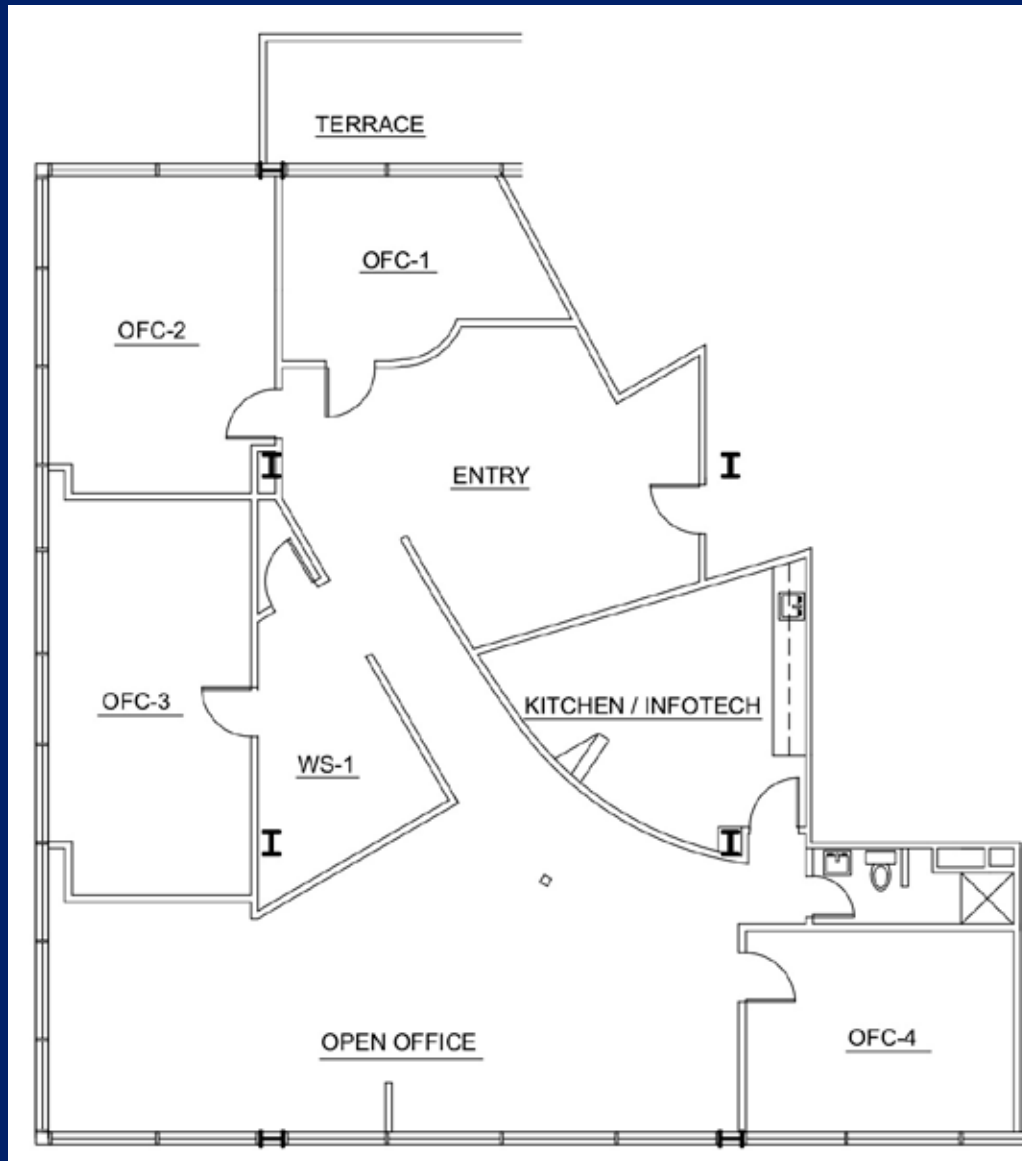 TERRACE
OFC-1
OFC-2
ENTRY
OFC-3
KITCHEN / INFOTECH
WS-1
OPEN OFFICE
OFC-4